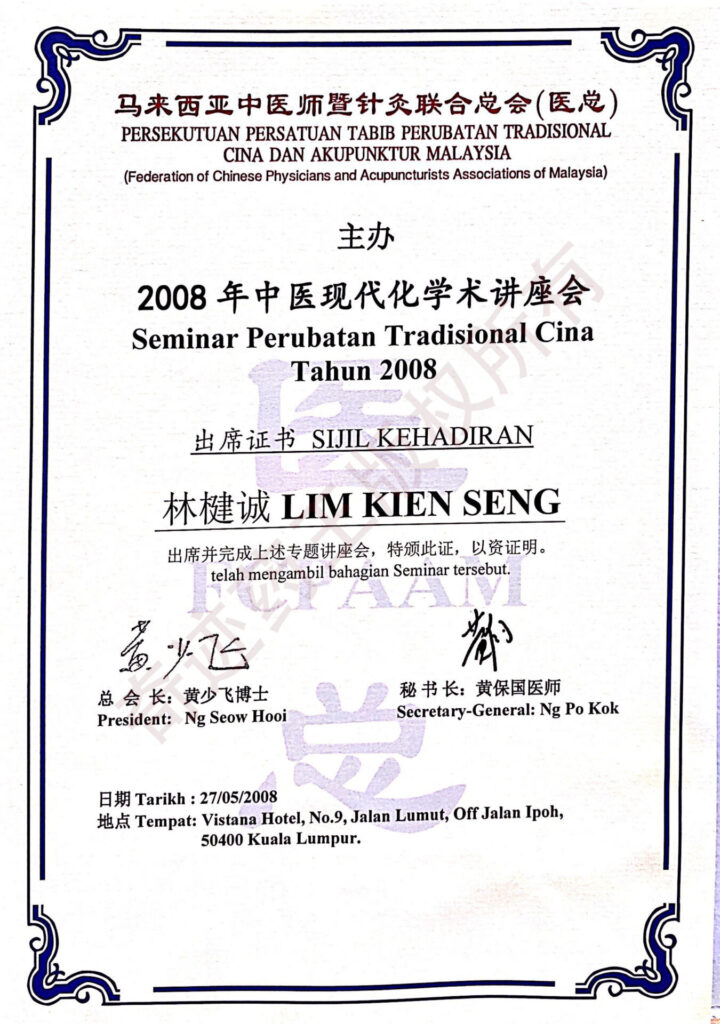 马来西亚中医师暨针灸联合总会(医总)
PERSEKUTUAN PERSATUAN TABIB PERUBATAN TRADISIONAL
CINA DAN AKUPUNKTUR MALAYSIA
(Federation of Chinese Physicians and Acupuncturists Associations of Malaysia)
主办
2008 年中医现代化学术讲座会
Seminar Perubatan Tradisional Cina
Tahun 2008
医
出席证书 SIJIL KEHADIRAN
林楗诚 LIM KIEN SENG
出席并完成上述专题讲座会，特颁此证，以资证明。
telah mengambil bahagian Seminar tersebut.
FCPAAM
黄少飞
总 会 长：黄少飞博士
President: Ng Seow Hooi
秘 书 长：黄保国医师
Secretary-General: Ng Po Kok
总
日期 Tarikh : 27/05/2008
地点 Tempat: Vistana Hotel, No.9, Jalan Lumut, Off Jalan Ipoh,
50400 Kuala Lumpur.